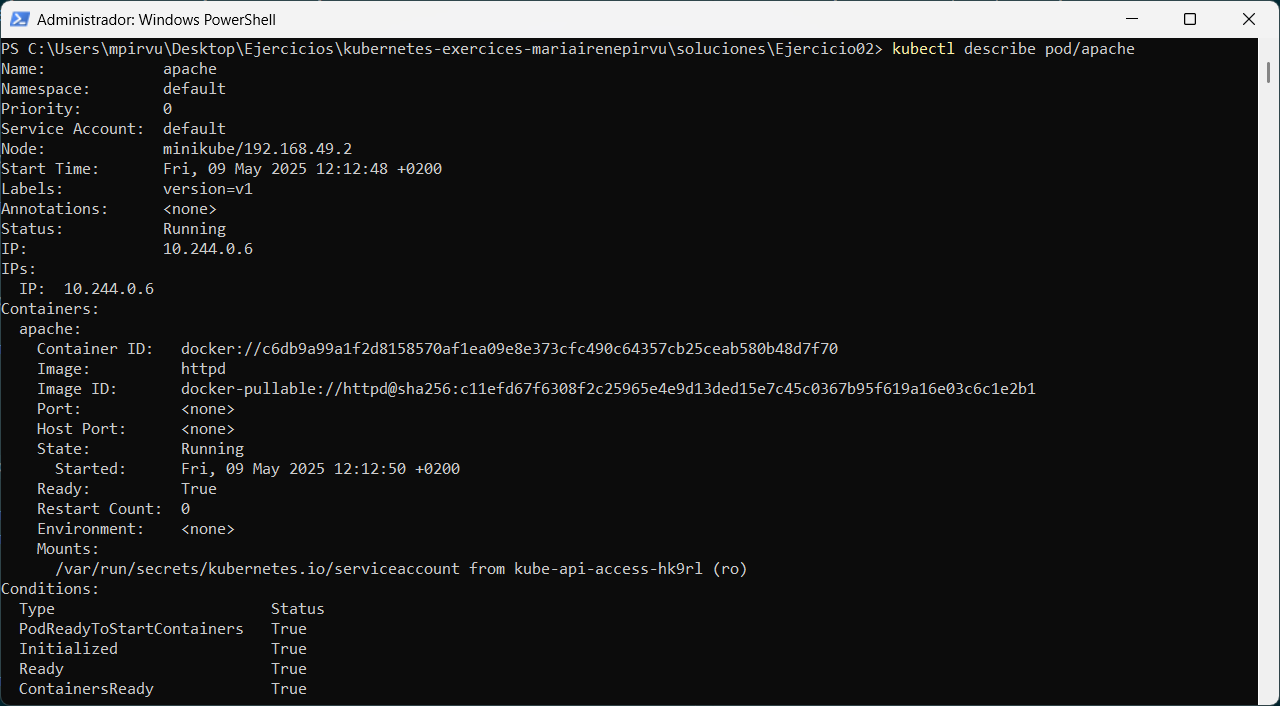 Administrador: Windows PowerShell
PS C:\Users\mpirvu\Desktop\Ejercicios\kubernetes-exercices-mariairenepirvu\soluciones\Ejercicio02> kubectl describe pod/apache
Name:             apache
Namespace:        default
Priority:         0
Service Account:  default
Node:             minikube/192.168.49.2
Start Time:       Fri, 09 May 2025 12:12:48 +0200
Labels:           version=v1
Annotations:      <none>
Status:           Running
IP:               10.244.0.6
IPs:
  IP:  10.244.0.6
Containers:
  apache:
    Container ID:   docker://c6db9a99a1f2d8158570af1ea09e8e373cfc490c64357cb25ceab580b48d7f70
    Image:          httpd
    Image ID:       docker-pullable://httpd@sha256:c11efd67f6308f2c25965e4e9d13ded15e7c45c0367b95f619a16e03c6c1e2b1
    Port:           <none>
    Host Port:      <none>
    State:          Running
      Started:      Fri, 09 May 2025 12:12:50 +0200
    Ready:          True
    Restart Count:  0
    Environment:    <none>
    Mounts:
      /var/run/secrets/kubernetes.io/serviceaccount from kube-api-access-hk9rl (ro)
Conditions:
  Type                        Status
  PodReadyToStartContainers   True
  Initialized                 True
  Ready                       True
  ContainersReady             True